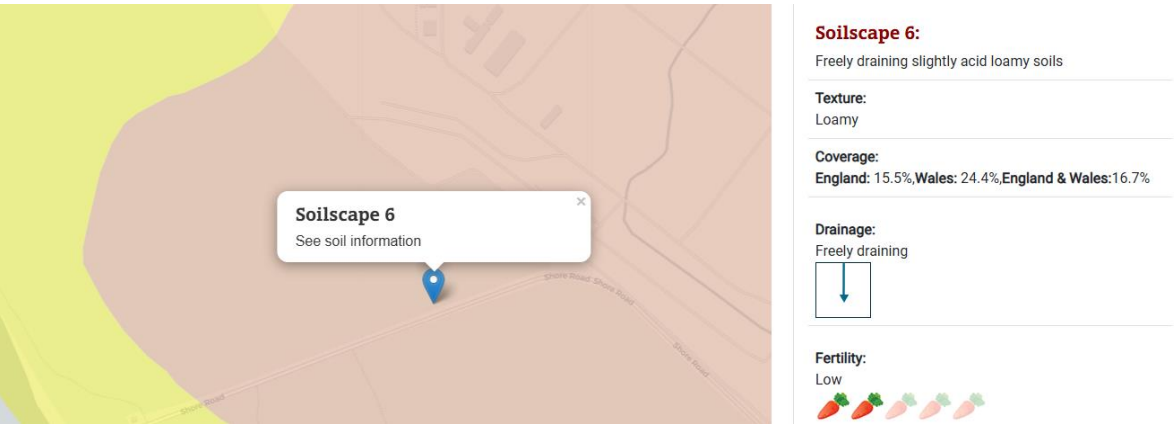 Soilscape 6
×
See soil information
Shore Road Shore Road
Shore Road
Shore Road
Soilscape 6:
Freely draining slightly acid loamy soils
Texture:
Loamy
Coverage:
England: 15.5%,Wales: 24.4%,England & Wales:16.7%
Drainage:
Freely draining
Fertility:
Low